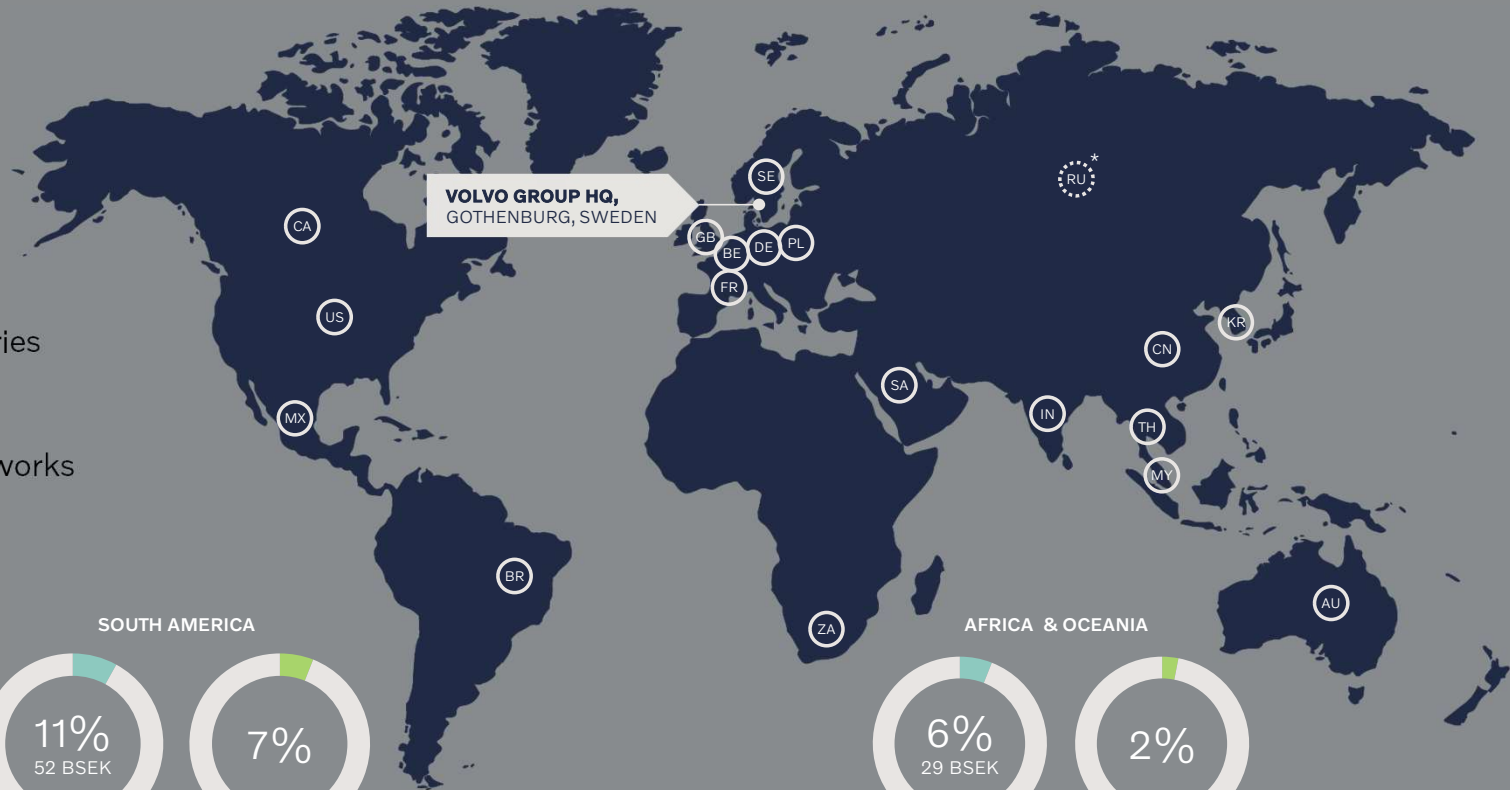 SE
RU
*
VOLVO GROUP HQ,
GOTHENBURG, SWEDEN
CA
GB
BE
DE
PL
FR
US
KR
CN
ries
SA
MX
IN
TH
works
MY
BR
AU
ZA
SOUTH AMERICA
11%
52 BSEK
7%
AFRICA & OCEANIA
6%
29 BSEK
2%